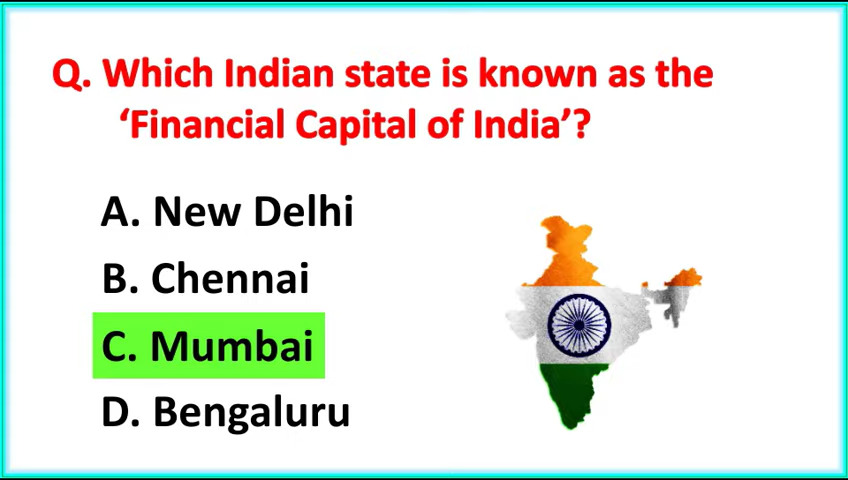 Q. Which Indian state is known as the
‘Financial Capital of India’?
A. New Delhi
B. Chennai
C. Mumbai
D. Bengaluru